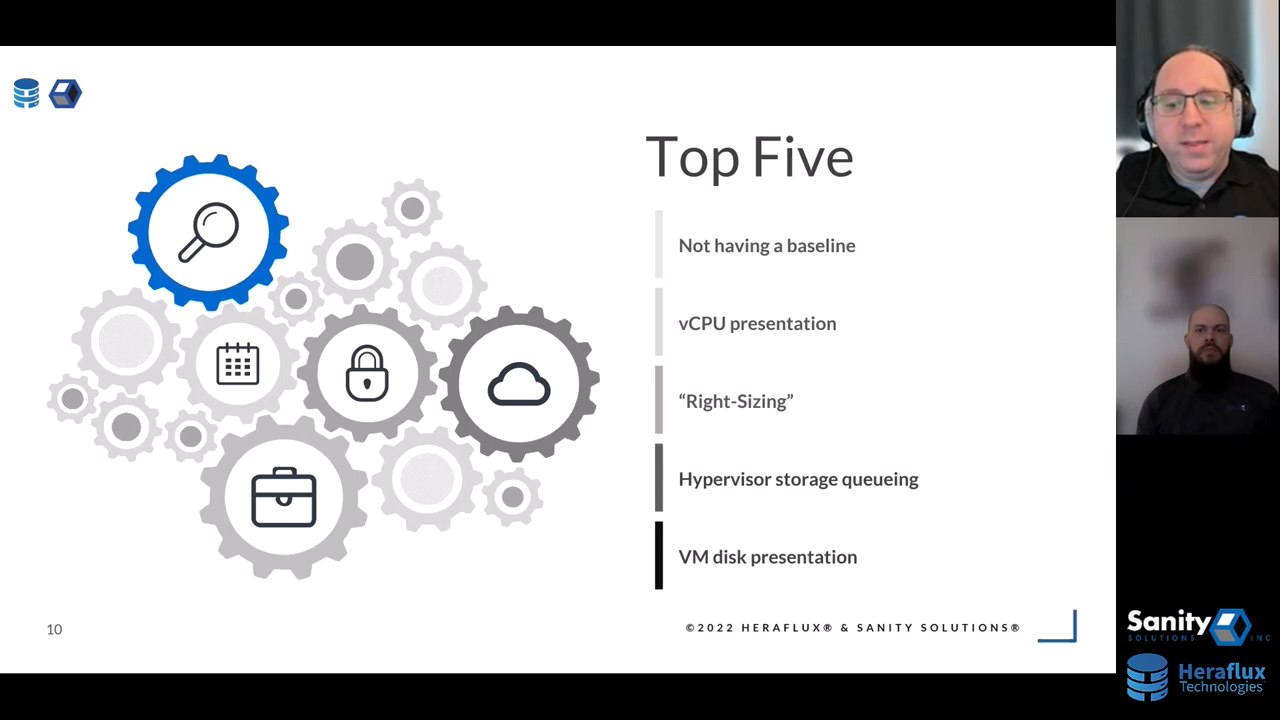 Top Five
Not having a baseline
vCPU presentation
“Right-Sizing”
Hypervisor storage queueing
VM disk presentation
10
©2022 HERAFLUX® & SANITY SOLUTIONS®
Sanity
SOLUTIONS INC
Heraflux
Technologies